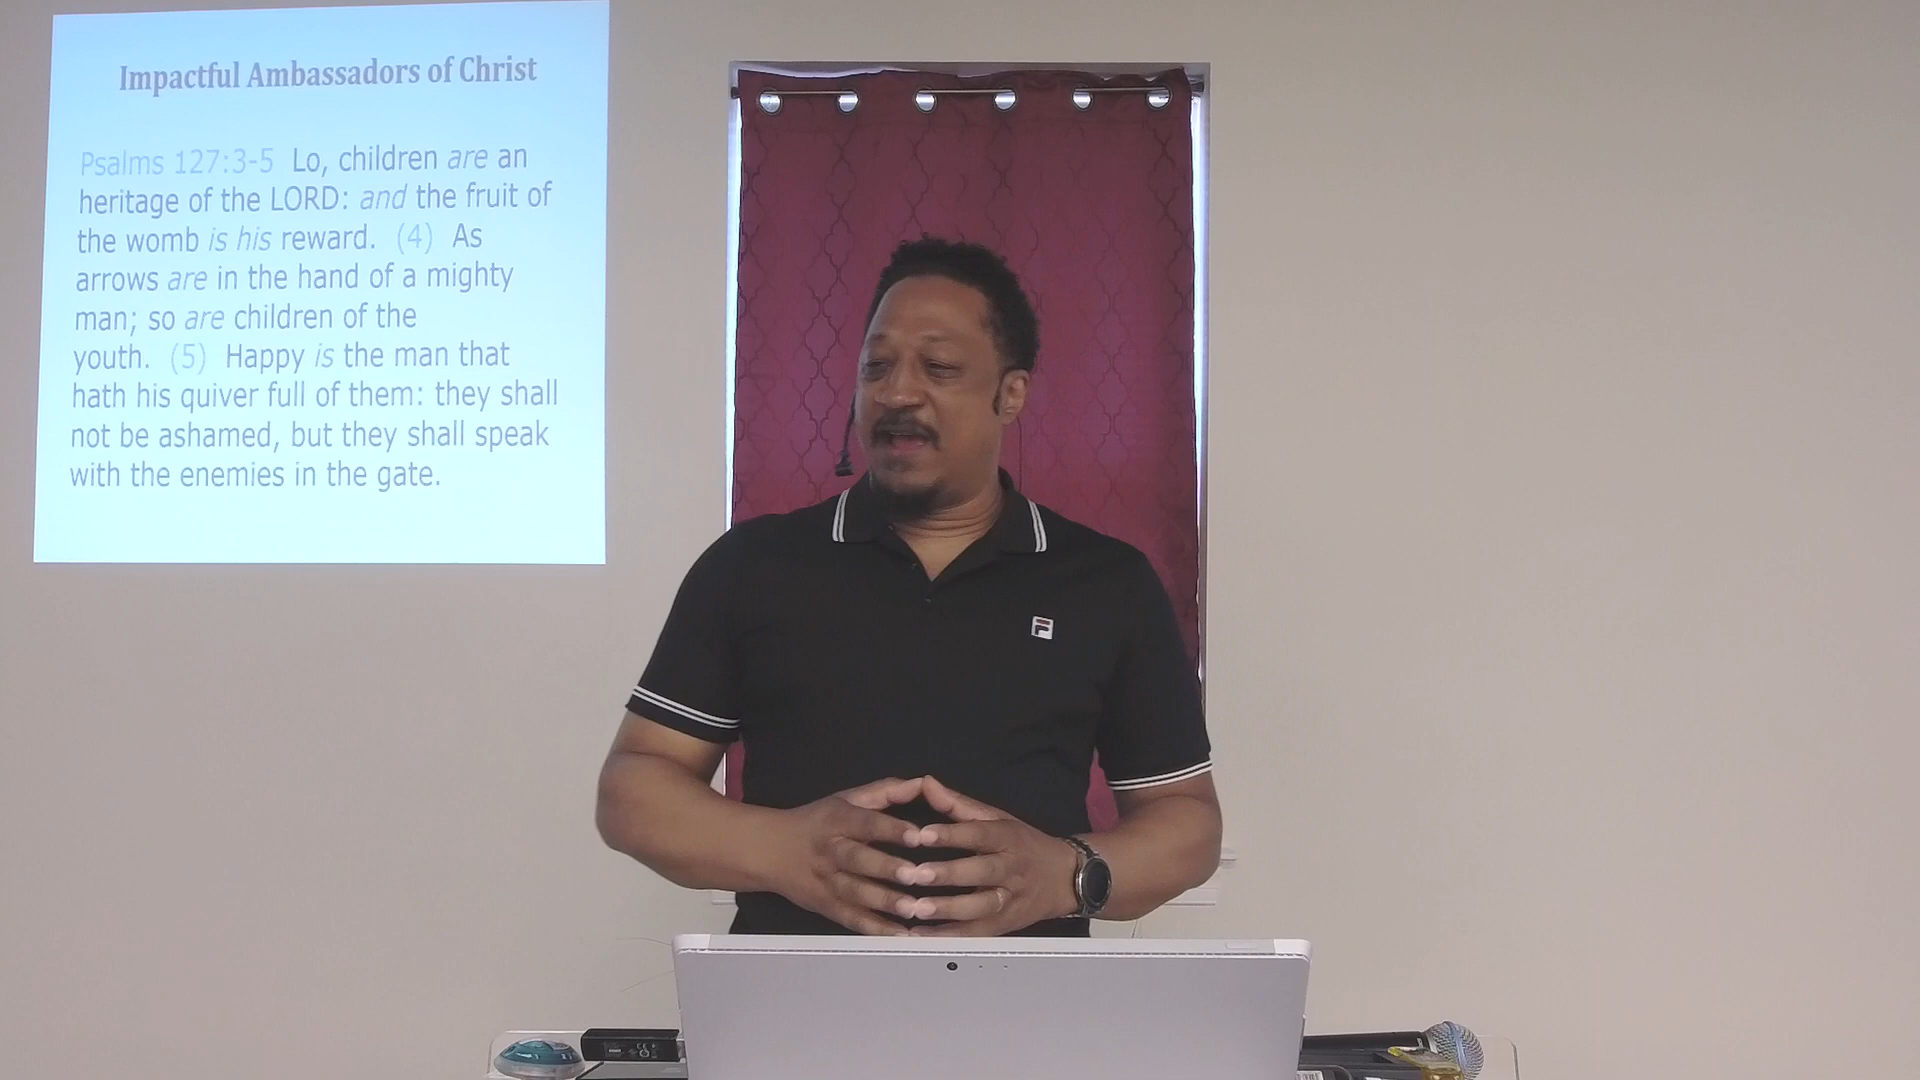 Impactful Ambassadors of Christ
Psalms 127:3-5 Lo, children are an
heritage of the LORD: and the fruit of
the womb is his reward. (4) As
arrows are in the hand of a mighty
man; so are children of the
youth. (5) Happy is the man that
hath his quiver full of them: they shall
not be ashamed, but they shall speak
with the enemies in the gate.